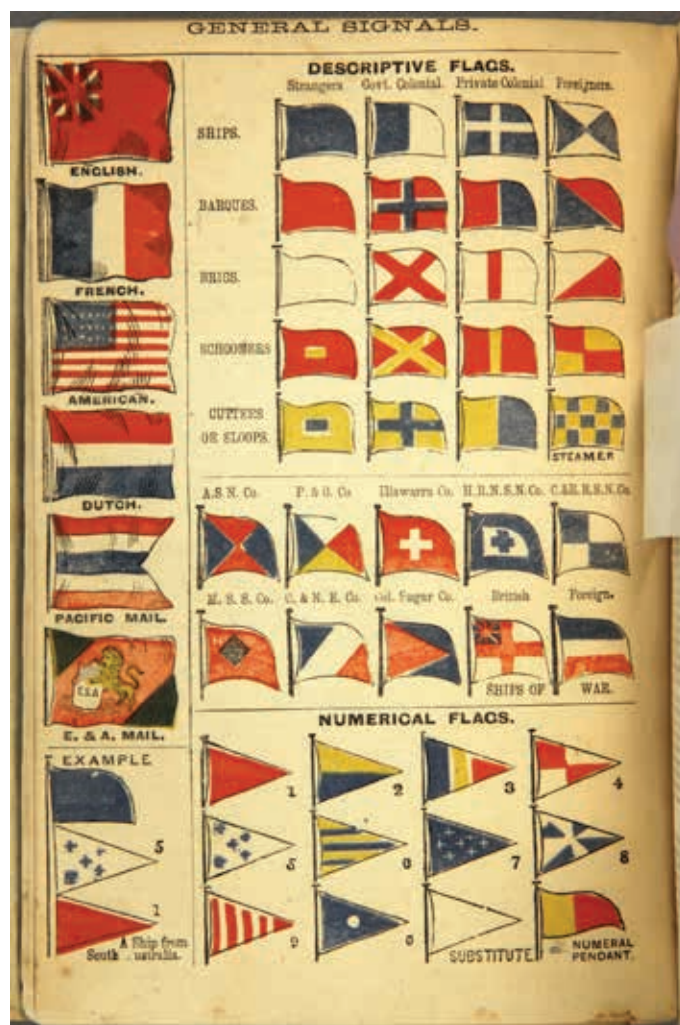 GENERAL SIGNALS.
ENGLISH.
FRENCH.
AMERICAN.
DUTCH.
PACIFIC MAIL.
E. & A. MAIL.
EXAMPLE
5
1
A Ship from
South ustralia.
DESCRIPTIVE FLAGS.
Strangers Govt. Colonial. Private Colonial Foreigners.
SHIPS.
BARQUES.
BRIGS.
SCHOONERS
CUTTERS
OR SLOOPS.
STEAMER
A.S.N. Co. P. & O. Co Illawarra Co. H.R.N.S.N. Co. C.&R.R.S.N. Co.
M. S. S. Co. C. & N. E. Co. Col. Sugar Co. British Foreign.
SHIPS OF WAR.
NUMERICAL FLAGS.
1 2 3 4
5 6 7 8
9 0
SUBSTITUTE
NUMERAL
PENDANT.